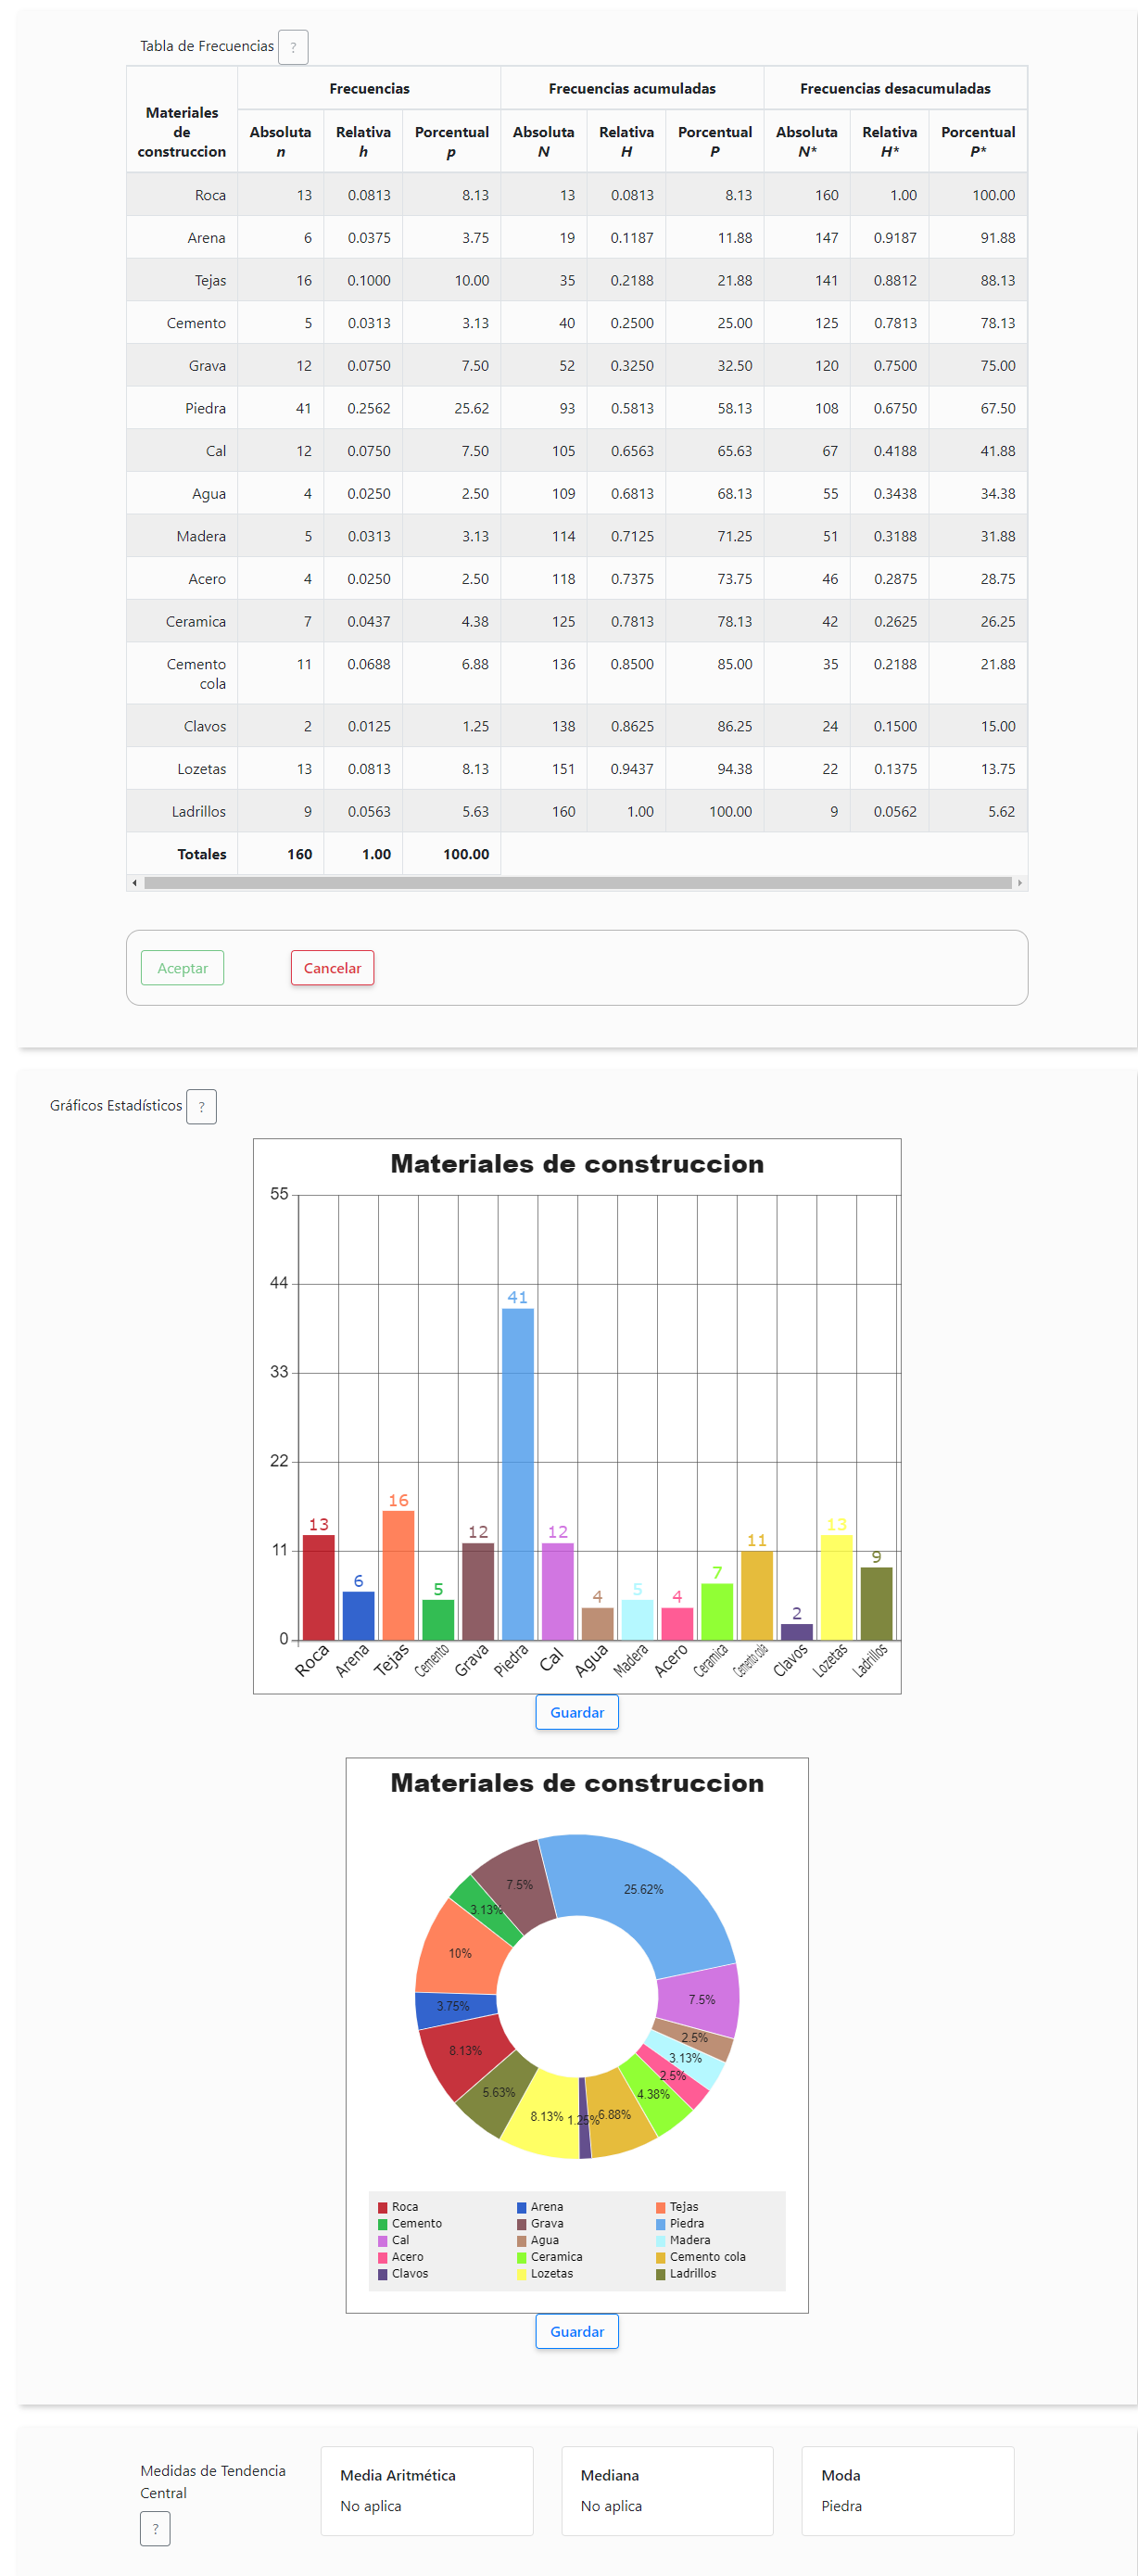 Tabla de Frecuencias ?
Materiales de construccion Frecuencias Frecuencias acumuladas Frecuencias desacumuladas
Absoluta n Relativa h Porcentual p Absoluta N Relativa H Porcentual P Absoluta N* Relativa H* Porcentual P*
Roca 13 0.0813 8.13 13 0.0813 8.13 160 1.00 100.00
Arena 6 0.0375 3.75 19 0.1187 11.88 147 0.9187 91.88
Tejas 16 0.1000 10.00 35 0.2188 21.88 141 0.8812 88.13
Cemento 5 0.0313 3.13 40 0.2500 25.00 125 0.7813 78.13
Grava 12 0.0750 7.50 52 0.3250 32.50 120 0.7500 75.00
Piedra 41 0.2562 25.62 93 0.5813 58.13 108 0.6750 67.50
Cal 12 0.0750 7.50 105 0.6563 65.63 67 0.4188 41.88
Agua 4 0.0250 2.50 109 0.6813 68.13 55 0.3438 34.38
Madera 5 0.0313 3.13 114 0.7125 71.25 51 0.3188 31.88
Acero 4 0.0250 2.50 118 0.7375 73.75 46 0.2875 28.75
Ceramica 7 0.0437 4.38 125 0.7813 78.13 42 0.2625 26.25
Cemento cola 11 0.0688 6.88 136 0.8500 85.00 35 0.2188 21.88
Clavos 2 0.0125 1.25 138 0.8625 86.25 24 0.1500 15.00
Lozetas 13 0.0813 8.13 151 0.9437 94.38 22 0.1375 13.75
Ladrillos 9 0.0563 5.63 160 1.00 100.00 9 0.0562 5.62
Totales 160 1.00 100.00
Aceptar Cancelar
Gráficos Estadísticos ?
Materiales de construccion
55
44
41
33
22
16
13 12 12 13
11 11
9
7
6
5 5
4 4
2
0
Roca Arena Tejas Cemento Grava Piedra Cal Agua Madera Acero Ceramica Cemento cola Clavos Lozetas Ladrillos
Guardar
Materiales de construccion
7.5% 25.62%
3.13%
10%
7.5%
3.75%
2.5%
8.13% 3.13%
2.5%
5.63% 4.38%
8.13% 1.25% 6.88%
Roca Arena Tejas
Cemento Grava Piedra
Cal Agua Madera
Acero Ceramica Cemento cola
Clavos Lozetas Ladrillos
Guardar
Medidas de Tendencia
Central
?
Media Aritmética
No aplica
Mediana
No aplica
Moda
Piedra